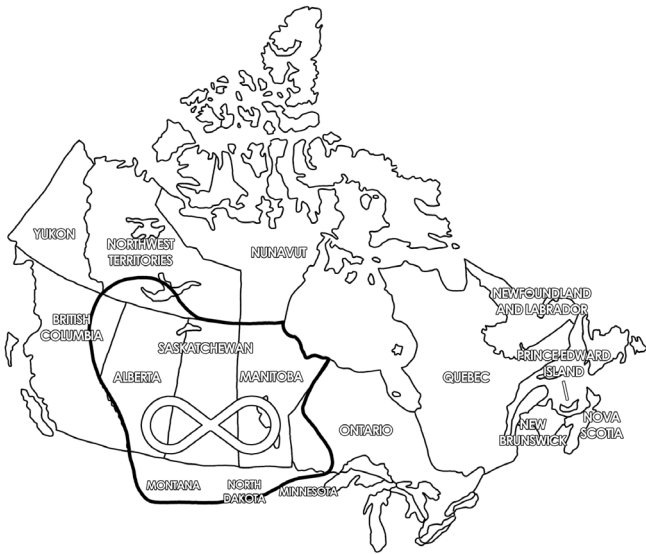 YUKON
NORTHWEST
TERRITORIES
NUNAVUT
BRITISH
COLUMBIA
ALBERTA
SASKATCHEWAN
MANITOBA
ONTARIO
QUEBEC
NEWFOUNDLAND
AND LABRADOR
PRINCE EDWARD
ISLAND
NEW
BRUNSWICK
NOVA
SCOTIA
MONTANA
NORTH
DAKOTA
MINNESOTA